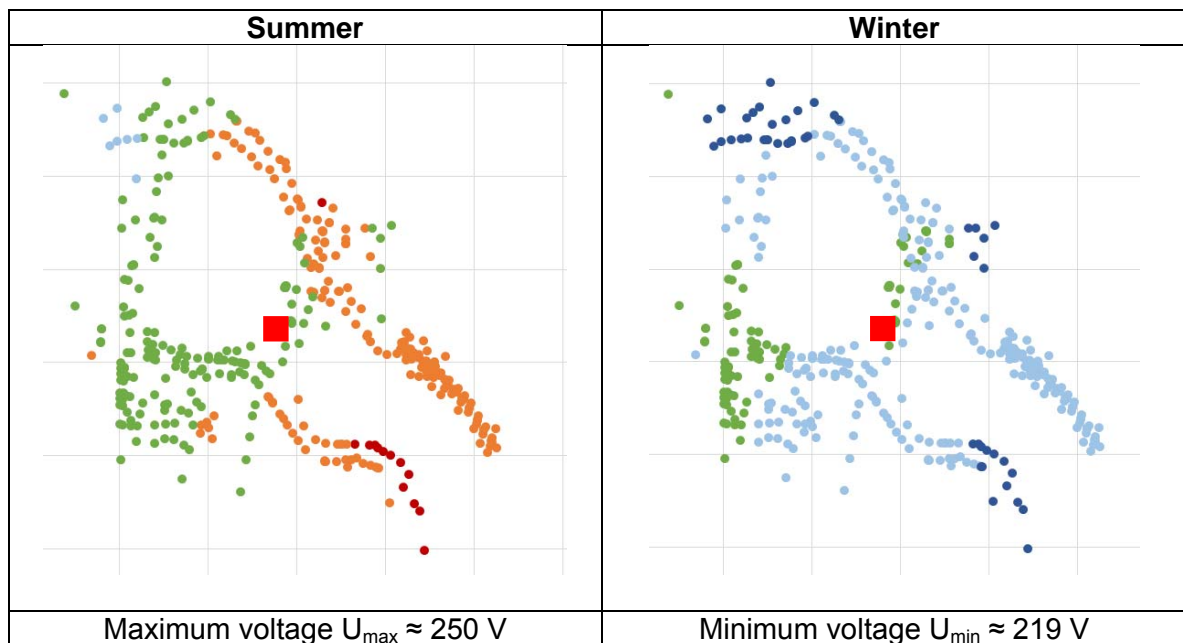 Summer
Winter
Maximum voltage Umax ≈ 250 V
Minimum voltage Umin ≈ 219 V